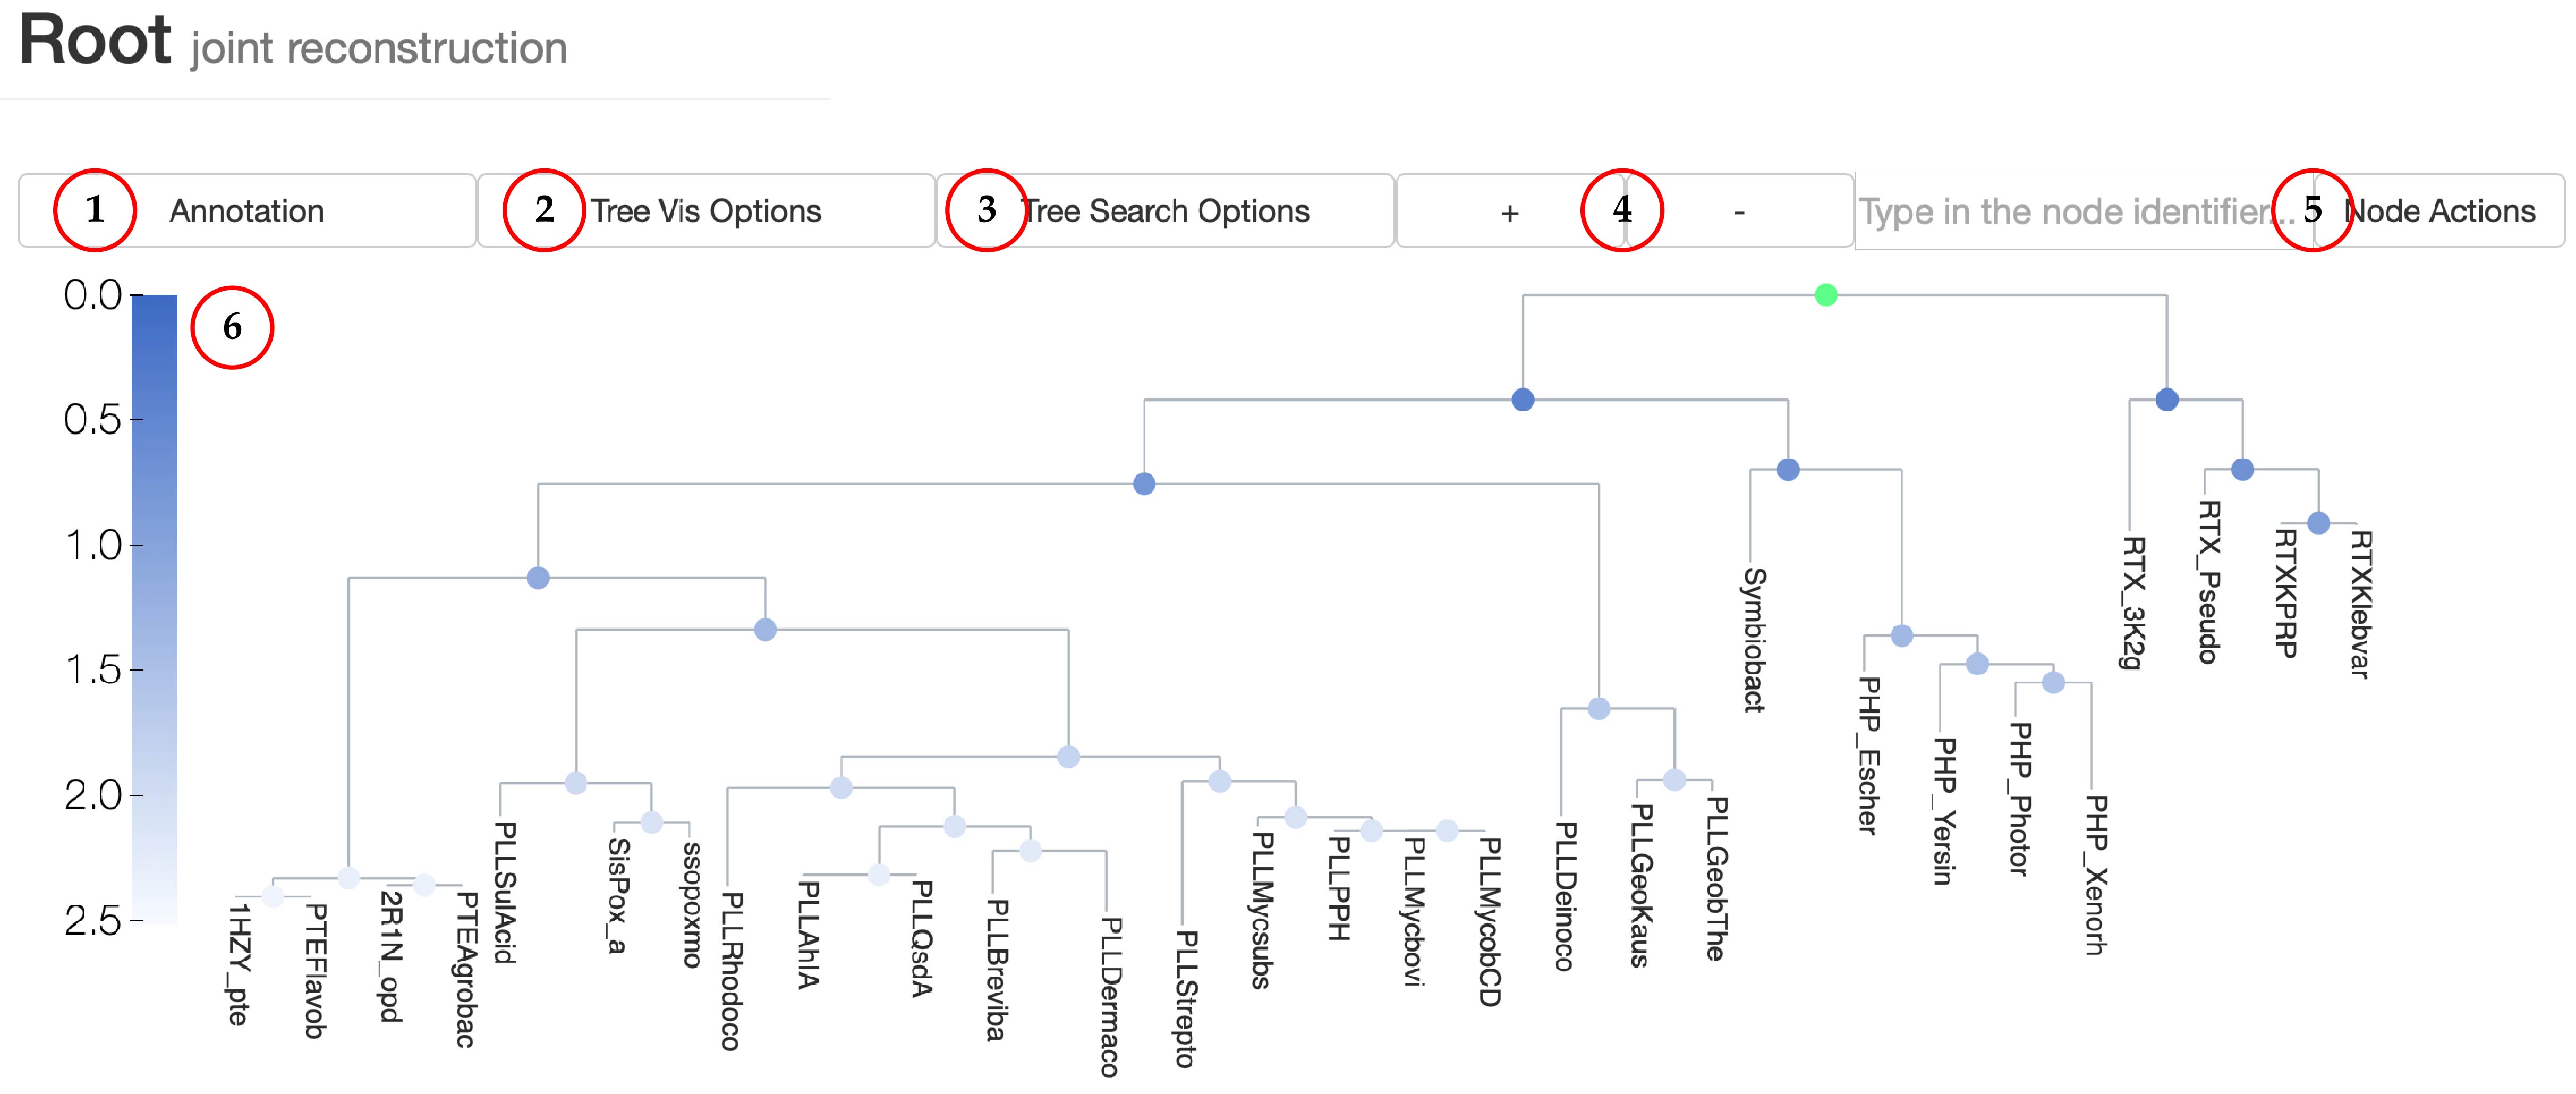 Root joint reconstruction
1 Annotation 2 Tree Vis Options 3 Tree Search Options + 4 - Type in the node identifier... 5 Node Actions
0.0
6
0.5
1.0
1.5
2.0
2.5
1HZY_pte
PTEFlavob
2R1N_opd
PTEAgrobac
PLLSulAcid
SisPox_a
ssopoxmo
PLLRhodoco
PLLAhlA
PLLQsdA
PLLBreviba
PLLDermaco
PLLStrepto
PLLMycsubs
PLLPPH
PLLMycbovi
PLLMycobCD
PLLDeinoco
PLLGeoKaus
PLLGeobThe
Symbiobact
PHP_Escher
PHP_Yersin
PHP_Photor
PHP_Xenorh
RTX_3K2g
RTX_Pseudo
RTXKPRP
RTXKlebvar